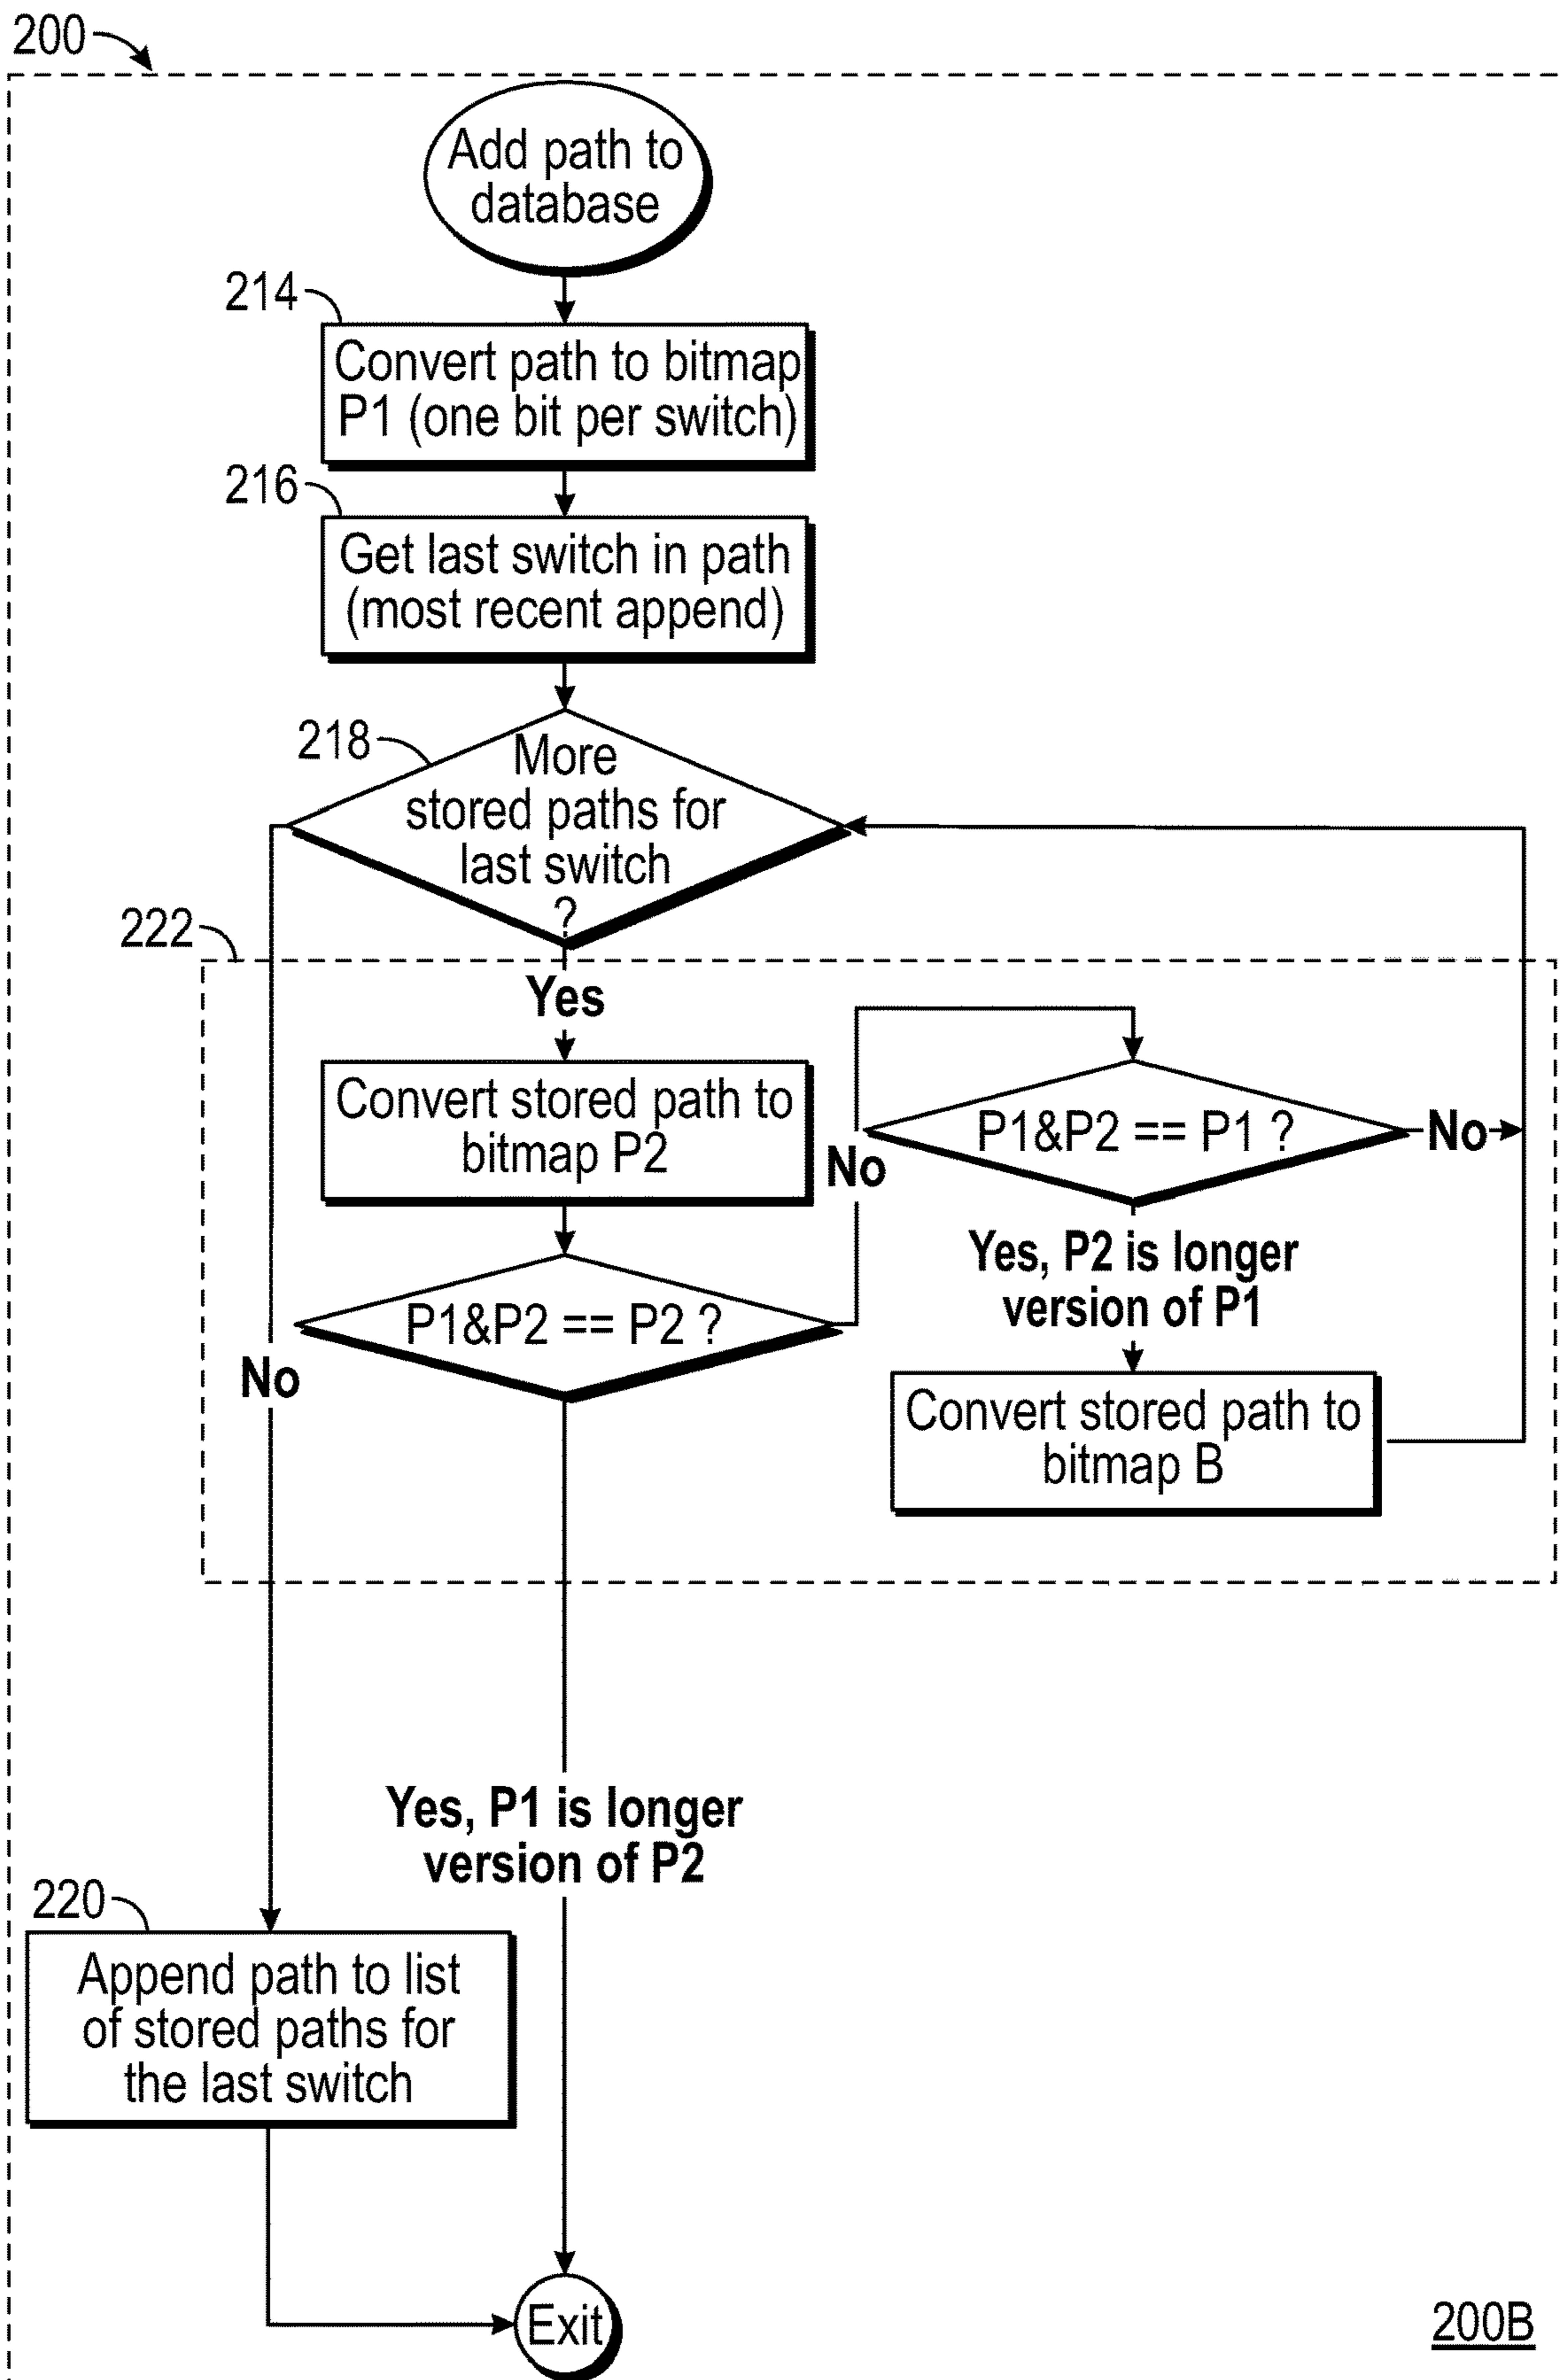 200
Add path to
database
214
Convert path to bitmap
P1 (one bit per switch)
216
Get last switch in path
(most recent append)
218
More
stored paths for
last switch
?
222
Yes
Convert stored path to
bitmap P2
No
P1&P2 == P1 ?
No
P1&P2 == P2 ?
Yes, P2 is longer
version of P1
No
Convert stored path to
bitmap B
Yes, P1 is longer
version of P2
220
Append path to list
of stored paths for
the last switch
Exit
200B